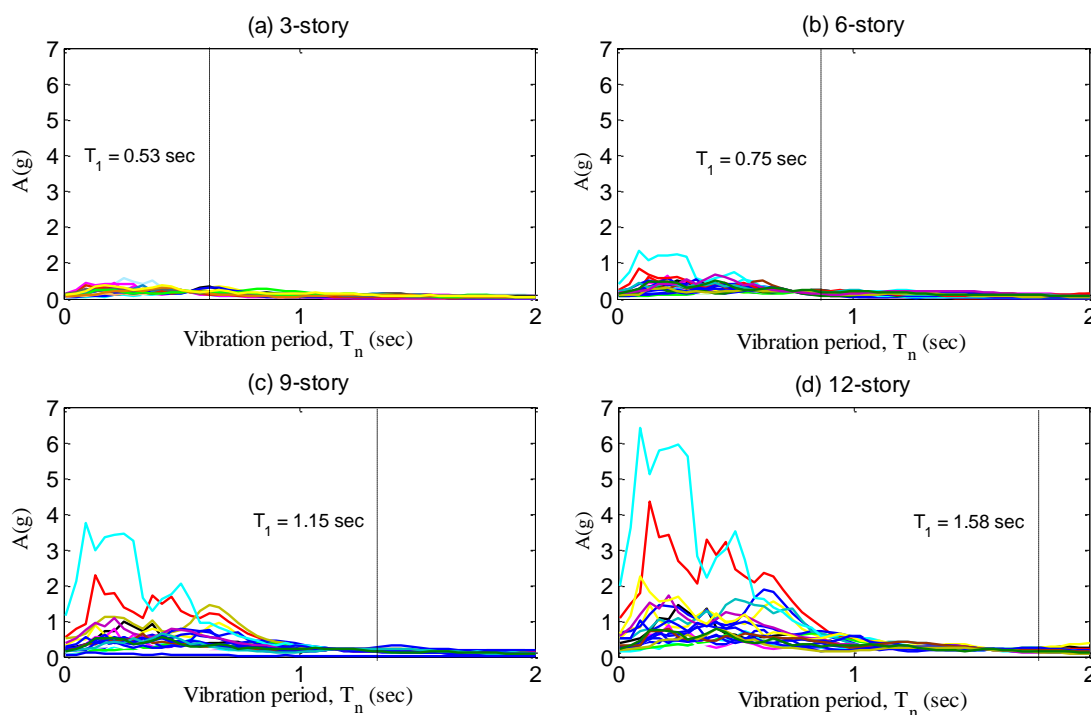 (a) 3-story
7
6
5
4
3
2
1
0
A(g)
T1 = 0.53 sec
0
1
2
Vibration period, Tn (sec)
(b) 6-story
7
6
5
4
3
2
1
0
A(g)
T1 = 0.75 sec
0
1
2
Vibration period, Tn (sec)
(c) 9-story
7
6
5
4
3
2
1
0
A(g)
T1 = 1.15 sec
0
1
2
Vibration period, Tn (sec)
(d) 12-story
7
6
5
4
3
2
1
0
A(g)
T1 = 1.58 sec
0
1
2
Vibration period, Tn (sec)